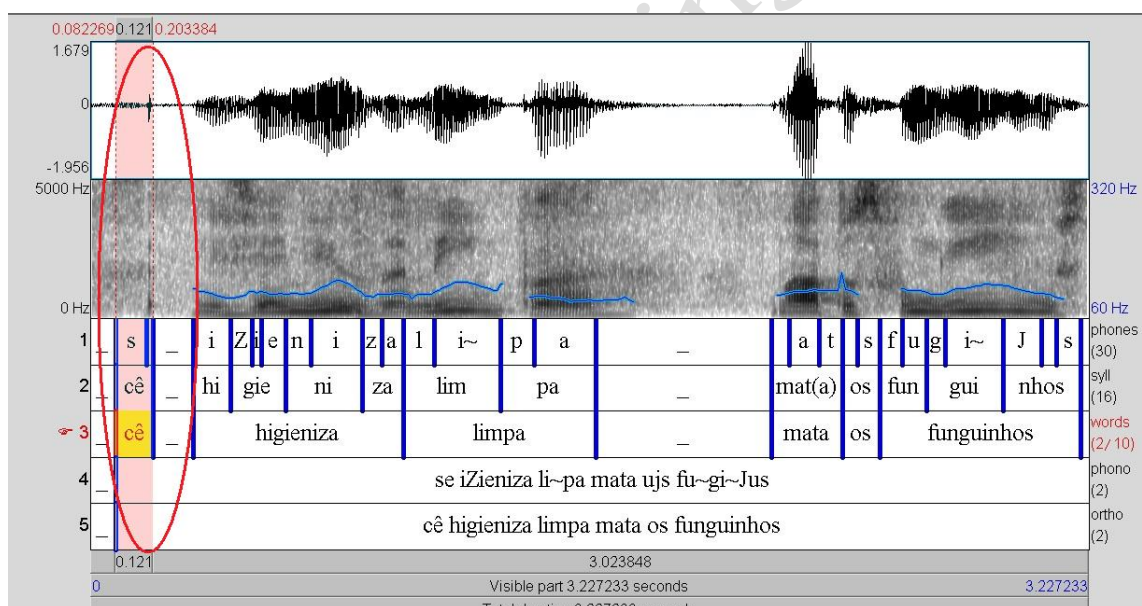 0.082269 0.121 0.203384
1.679
0
-1.956
5000 Hz 320 Hz
0 Hz 60 Hz
1 _ s _ i Z i e n i z a l i~ p a _ a t s f u g i~ J s phones (30)
2 _ cê _ hi gie ni za lim pa mat(a) os fun gui nhos syll (16)
☞ 3 _ cê _ higieniza limpa _ mata os funguinhos words (2/10)
4 _ se iZieniza li~pa mata ujs fu~gi~Jus phono (2)
5 _ cê higieniza limpa mata os funguinhos ortho (2)
0.121 3.023848
0 Visible part 3.227233 seconds 3.227233